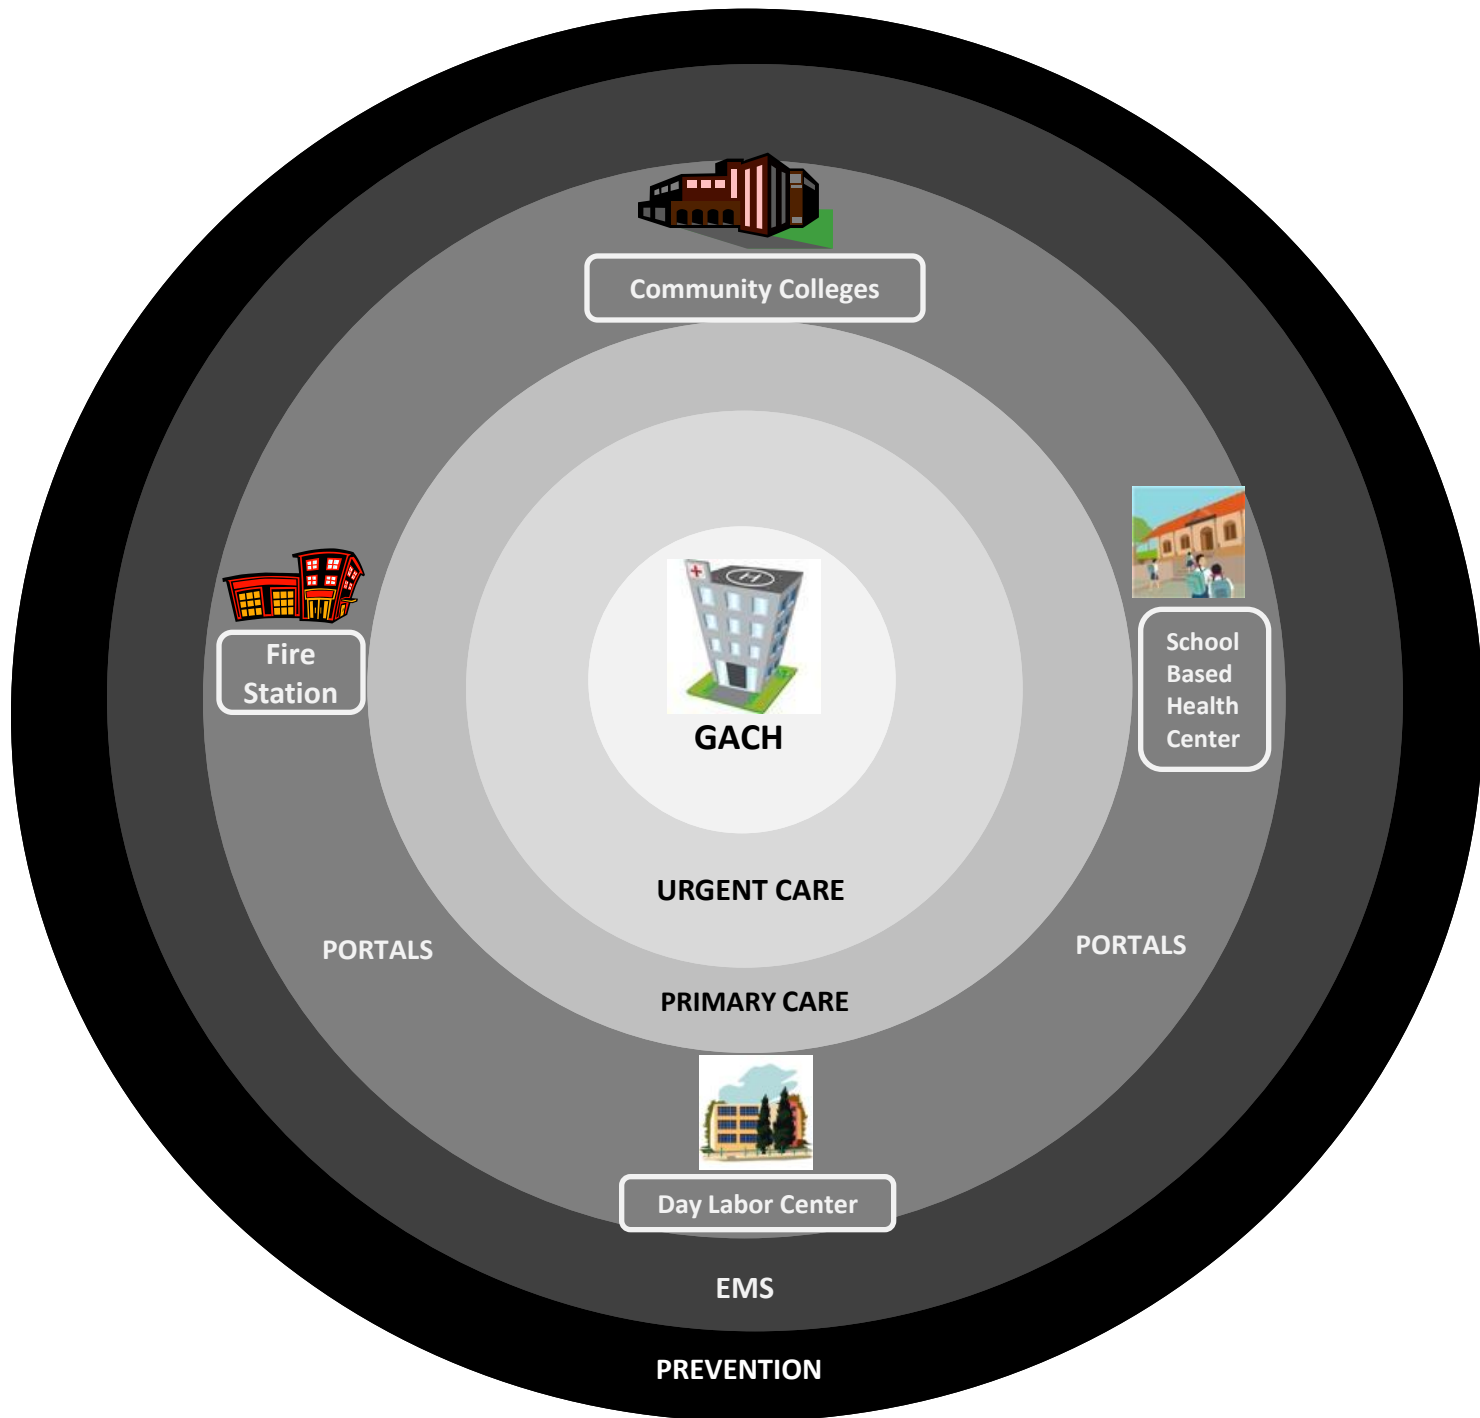 Community Colleges
Fire
Station
School
Based
Health
Center
H
GACH
URGENT CARE
PORTALS
PORTALS
PRIMARY CARE
Day Labor Center
EMS
PREVENTION